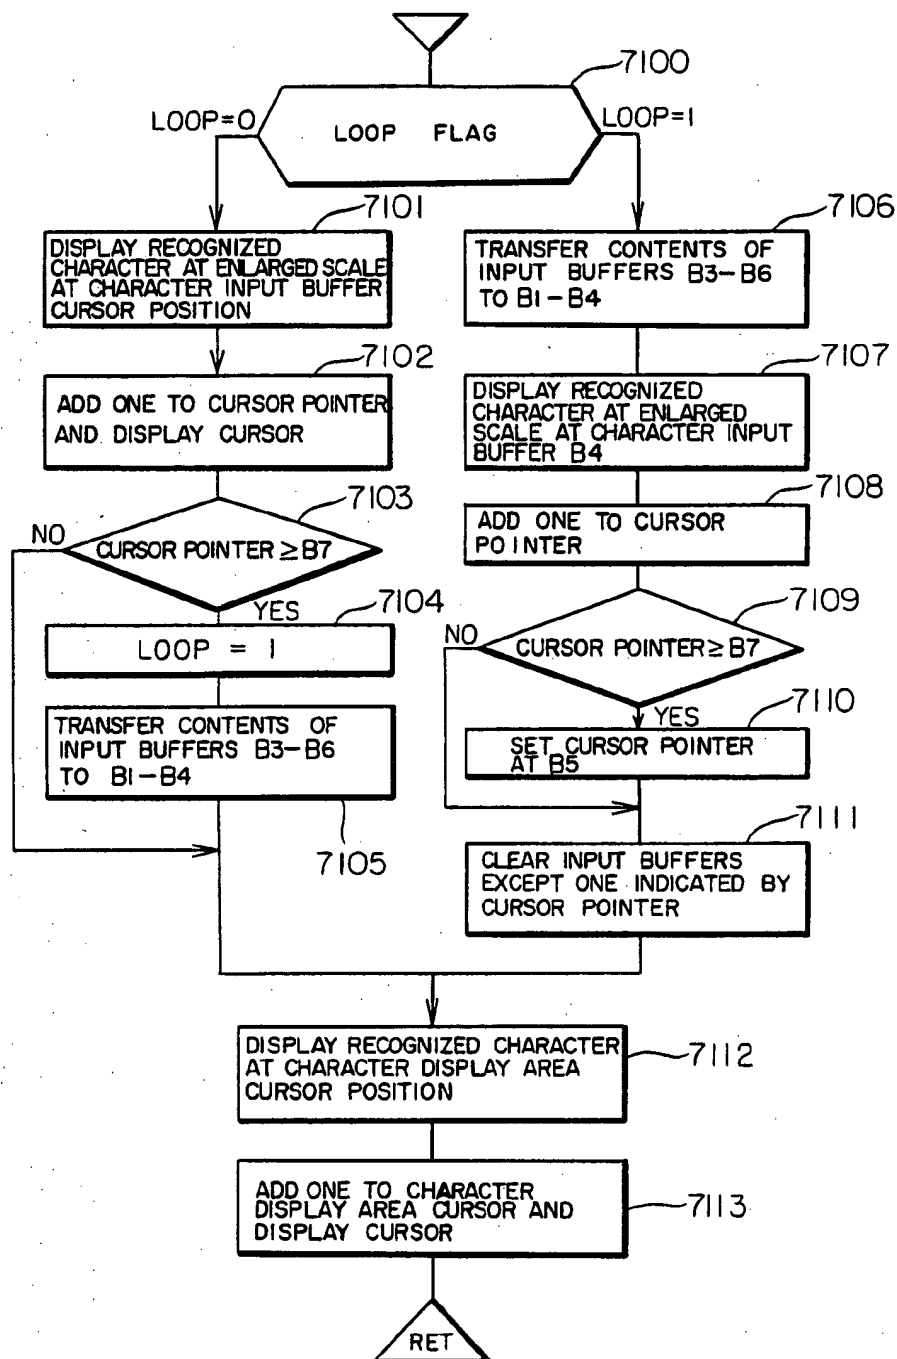 7100
LOOP=0
LOOP FLAG
LOOP=1
7101
DISPLAY RECOGNIZED
CHARACTER AT ENLARGED SCALE
AT CHARACTER INPUT BUFFER
CURSOR POSITION
7102
ADD ONE TO CURSOR POINTER
AND DISPLAY CURSOR
7103
NO
CURSOR POINTER ≥ B7
YES
7104
LOOP = 1
TRANSFER CONTENTS OF
INPUT BUFFERS B3-B6
TO B1-B4
7105
7106
TRANSFER CONTENTS OF
INPUT BUFFERS B3-B6
TO B1-B4
7107
DISPLAY RECOGNIZED
CHARACTER AT ENLARGED
SCALE AT CHARACTER INPUT
BUFFER B4
7108
ADD ONE TO CURSOR
POINTER
7109
NO
CURSOR POINTER ≥ B7
YES
7110
SET CURSOR POINTER
AT B5
7111
CLEAR INPUT BUFFERS
EXCEPT ONE INDICATED BY
CURSOR POINTER
DISPLAY RECOGNIZED CHARACTER
AT CHARACTER DISPLAY AREA
CURSOR POSITION
7112
ADD ONE TO CHARACTER
DISPLAY AREA CURSOR AND
DISPLAY CURSOR
7113
RET